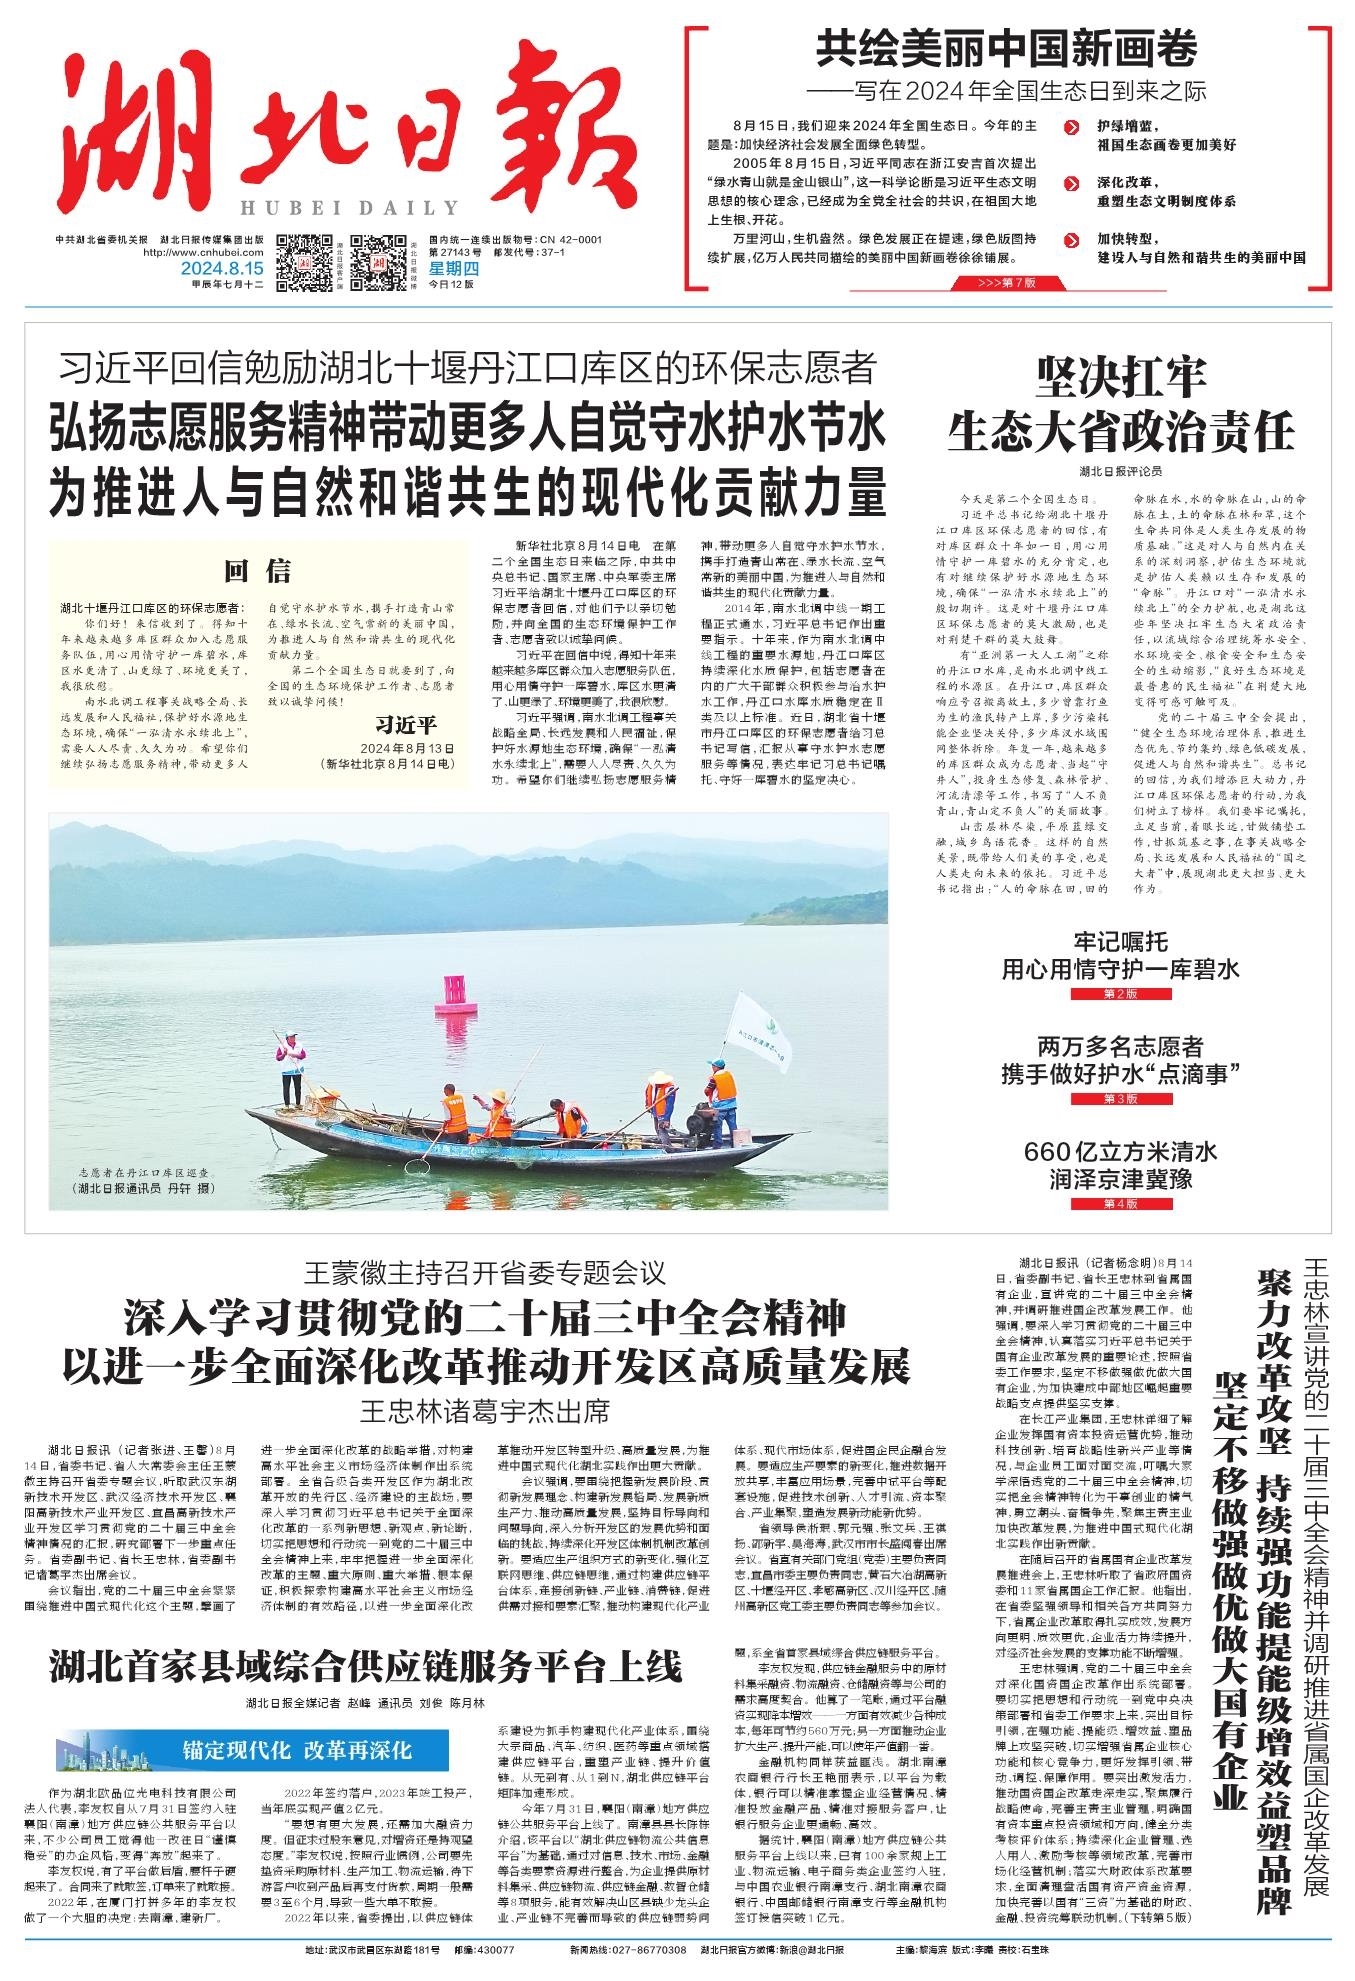 湖北日報
HUBEI DAILY
中共湖北省委机关报 湖北日报传媒集团出版
http://www.cnhubei.com
2024.8.15
甲辰年七月十二
湖北日报客户端
湖北日报微博
国内统一连续出版物号:CN 42-0001
第27143号 邮发代号:37-1
星期四
今日12版
共绘美丽中国新画卷
——写在2024年全国生态日到来之际
8月15日,我们迎来2024年全国生态日。今年的主
题是:加快经济社会发展全面绿色转型。
2005年8月15日,习近平同志在浙江安吉首次提出
“绿水青山就是金山银山”,这一科学论断是习近平生态文明
思想的核心理念,已经成为全党全社会的共识,在祖国大地
上生根、开花。
万里河山,生机盎然。绿色发展正在提速,绿色版图持
续扩展,亿万人民共同描绘的美丽中国新画卷徐徐铺展。
护绿增蓝,
祖国生态画卷更加美好
深化改革,
重塑生态文明制度体系
加快转型,
建设人与自然和谐共生的美丽中国
>>>第7版
习近平回信勉励湖北十堰丹江口库区的环保志愿者
弘扬志愿服务精神带动更多人自觉守水护水节水
为推进人与自然和谐共生的现代化贡献力量
回信
湖北十堰丹江口库区的环保志愿者:
你们好!来信收到了。得知十
年来越来越多库区群众加入志愿服
务队伍,用心用情守护一库碧水,库
区水更清了、山更绿了、环境更美了,
我很欣慰。
南水北调工程事关战略全局、长
远发展和人民福祉,保护好水源地生
态环境,确保“一泓清水永续北上”,
需要人人尽责、久久为功。希望你们
继续弘扬志愿服务精神,带动更多人
自觉守水护水节水,携手打造青山常
在、绿水长流、空气常新的美丽中国,
为推进人与自然和谐共生的现代化
贡献力量。
第二个全国生态日就要到了,向
全国的生态环境保护工作者、志愿者
致以诚挚问候!
习近平
2024年8月13日
(新华社北京8月14日电)
新华社北京8月14日电 在第
二个全国生态日来临之际,中共中
央总书记、国家主席、中央军委主席
习近平给湖北十堰丹江口库区的环
保志愿者回信,对他们予以亲切勉
励,并向全国的生态环境保护工作
者、志愿者致以诚挚问候。
习近平在回信中说,得知十年来
越来越多库区群众加入志愿服务队伍,
用心用情守护一库碧水,库区水更清
了、山更绿了、环境更美了,我很欣慰。
习近平强调,南水北调工程事关
战略全局、长远发展和人民福祉,保
护好水源地生态环境,确保“一泓清
水永续北上”,需要人人尽责、久久为
功。希望你们继续弘扬志愿服务精
神,带动更多人自觉守水护水节水,
携手打造青山常在、绿水长流、空气
常新的美丽中国,为推进人与自然和
谐共生的现代化贡献力量。
2014年,南水北调中线一期工
程正式通水,习近平总书记作出重
要指示。十年来,作为南水北调中
线工程的重要水源地,丹江口库区
持续深化水质保护,包括志愿者在
内的广大干部群众积极参与治水护
水工作,丹江口水库水质稳定在Ⅱ
类及以上标准。近日,湖北省十堰
市丹江口库区的环保志愿者给习总
书记写信,汇报从事守水护水志愿
服务等情况,表达牢记习总书记嘱
托、守好一库碧水的坚定决心。
志愿者在丹江口库区巡查。
(湖北日报通讯员 丹轩 摄)
坚决扛牢
生态大省政治责任
湖北日报评论员
今天是第二个全国生态日。
习近平总书记给湖北十堰丹
江口库区环保志愿者的回信,有
对库区群众十年如一日,用心用
情守护一库碧水的充分肯定,也
有对继续保护好水源地生态环
境,确保“一泓清水永续北上”的
殷切期许。这是对十堰丹江口库
区环保志愿者的莫大激励,也是
对荆楚干群的莫大鼓舞。
有“亚洲第一大人工湖”之称
的丹江口水库,是南水北调中线工
程的水源区。在丹江口,库区群众
响应号召搬离故土,多少曾靠打鱼
为生的渔民转产上岸,多少污染耗
能企业坚决关停,多少库汊水域围
网整体拆除。年复一年,越来越多
的库区群众成为志愿者、当起“守
井人”,投身生态修复、森林管护、
河流清漂等工作,书写了“人不负
青山,青山定不负人”的美丽故事。
山峦层林尽染,平原蓝绿交
融,城乡鸟语花香。这样的自然
美景,既带给人们美的享受,也是
人类走向未来的依托。习近平总
书记指出:“人的命脉在田,田的
命脉在水,水的命脉在山,山的命
脉在土,土的命脉在林和草,这个
生命共同体是人类生存发展的物
质基础。”这是对人与自然内在关
系的深刻洞察,护佑生态环境就
是护佑人类赖以生存和发展的
“命脉”。丹江口对“一泓清水永
续北上”的全力护航,也是湖北这
些年坚决扛牢生态大省政治责
任,以流域综合治理统筹水安全、
水环境安全、粮食安全和生态安
全的生动缩影,“良好生态环境是
最普惠的民生福祉”在荆楚大地
变得可感可触可及。
党的二十届三中全会提出,
“健全生态环境治理体系,推进生
态优先、节约集约、绿色低碳发展,
促进人与自然和谐共生”。总书记
的回信,为我们增添巨大动力,丹
江口库区环保志愿者的行动,为我
们树立了榜样。我们要牢记嘱托,
立足当前,着眼长远,甘做铺垫工
作,甘抓筑基之事,在事关战略全
局、长远发展和人民福祉的“国之
大者”中,展现湖北更大担当、更大
作为。
牢记嘱托
用心用情守护一库碧水
第2版
两万多名志愿者
携手做好护水“点滴事”
第3版
660亿立方米清水
润泽京津冀豫
第4版
王蒙徽主持召开省委专题会议
深入学习贯彻党的二十届三中全会精神
以进一步全面深化改革推动开发区高质量发展
王忠林诸葛宇杰出席
湖北日报讯(记者张进、王馨)8月
14日,省委书记、省人大常委会主任王蒙
徽主持召开省委专题会议,听取武汉东湖
新技术开发区、武汉经济技术开发区、襄
阳高新技术产业开发区、宜昌高新技术产
业开发区学习贯彻党的二十届三中全会
精神情况的汇报,研究部署下一步重点任
务。省委副书记、省长王忠林,省委副书
记诸葛宇杰出席会议。
会议指出,党的二十届三中全会紧紧
围绕推进中国式现代化这个主题,擘画了
进一步全面深化改革的战略举措,对构建
高水平社会主义市场经济体制作出系统
部署。全省各级各类开发区作为湖北改
革开放的先行区、经济建设的主战场,要
深入学习贯彻习近平总书记关于全面深
化改革的一系列新思想、新观点、新论断,
切实把思想和行动统一到党的二十届三中
全会精神上来,牢牢把握进一步全面深化
改革的主题、重大原则、重大举措、根本保
证,积极探索构建高水平社会主义市场经
济体制的有效路径,以进一步全面深化改
革推动开发区转型升级、高质量发展,为推
进中国式现代化湖北实践作出更大贡献。
会议强调,要围绕把握新发展阶段、贯
彻新发展理念、构建新发展格局、发展新质
生产力、推动高质量发展,坚持目标导向和
问题导向,深入分析开发区的发展优势和面
临的挑战,持续深化开发区体制机制改革创
新。要适应生产组织方式的新变化,强化互
联网思维、供应链思维,通过构建供应链平
台体系,连接创新链、产业链、消费链,促进
供需对接和要素汇聚,推动构建现代化产业
体系、现代市场体系,促进国企民企融合发
展。要适应生产要素的新变化,推进数据开
放共享,丰富应用场景,完善中试平台等配
套设施,促进技术创新、人才引流、资本聚
合、产业集聚,塑造发展新动能新优势。
省领导侯淅珉、郭元强、张文兵、王祺
扬、邵新宇、吴海涛,武汉市市长盛阅春出席
会议。省直有关部门党组(党委)主要负责同
志,宜昌市委主要负责同志,黄石大冶湖高新
区、十堰经开区、孝感高新区、汉川经开区、随
州高新区党工委主要负责同志等参加会议。
湖北首家县域综合供应链服务平台上线
湖北日报全媒记者 赵峰 通讯员 刘俊 陈月林
锚定现代化 改革再深化
作为湖北欧品位光电科技有限公司
法人代表,李友权自从7月31日签约入驻
襄阳(南漳)地方供应链公共服务平台以
来,不少公司员工觉得他一改往日“谨慎
稳妥”的办企风格,变得“奔放”起来了。
李友权说,有了平台做后盾,腰杆子硬
起来了。合同来了就敢签,订单来了就敢接。
2022年,在厦门打拼多年的李友权
做了一个大胆的决定:去南漳,建新厂。
2022年签约落户,2023年竣工投产,
当年底实现产值2亿元。
“要想有更大发展,还需加大融资力
度。但征求过股东意见,对增资还是持观望
态度。”李友权说,按照行业惯例,公司要先
垫资采购原材料、生产加工、物流运输,待下
游客户收到产品后再支付货款,周期一般需
要3至6个月,导致一些大单不敢接。
2022年以来,省委提出,以供应链体
系建设为抓手构建现代化产业体系,围绕
大宗商品、汽车、纺织、医药等重点领域搭
建供应链平台,重塑产业链、提升价值
链。从无到有、从1到N,湖北供应链平台
矩阵加速形成。
今年7月31日,襄阳(南漳)地方供应
链公共服务平台上线了。南漳县县长陈栋
介绍,该平台以“湖北供应链物流公共信息
平台”为基础,通过对信息、技术、市场、金融
等各类要素资源进行整合,为企业提供原材
料集采、供应链物流、供应链金融、数智仓储
等8项服务,能有效解决山区县缺少龙头企
业、产业链不完善而导致的供应链弱势问
题,系全省首家县域综合供应链服务平台。
李友权发现,供应链金融服务中的原材
料集采融资、物流融资、仓储融资等与公司的
需求高度契合。他算了一笔账,通过平台融
资实现降本增效——一方面有效减少各种成
本,每年可节约560万元;另一方面推动企业
扩大生产、提升产能,可以使年产值翻一番。
金融机构同样获益匪浅。湖北南漳
农商银行行长王艳丽表示,以平台为载
体,银行可以精准掌握企业经营情况、精
准投放金融产品、精准对接服务客户,让
银行服务企业更通畅、高效。
据统计,襄阳(南漳)地方供应链公共
服务平台上线以来,已有100余家规上工
业、物流运输、电子商务类企业签约入驻,
与中国农业银行南漳支行、湖北南漳农商
银行、中国邮储银行南漳支行等金融机构
签订授信突破1亿元。
王忠林宣讲党的二十届三中全会精神并调研推进省属国企改革发展
聚力改革攻坚 持续强功能提能级增效益塑品牌
坚定不移做强做优做大国有企业
湖北日报讯(记者杨念明)8月14
日,省委副书记、省长王忠林到省属国
有企业,宣讲党的二十届三中全会精
神,并调研推进国企改革发展工作。他
强调,要深入学习贯彻党的二十届三中
全会精神,认真落实习近平总书记关于
国有企业改革发展的重要论述,按照省
委工作要求,坚定不移做强做优做大国
有企业,为加快建成中部地区崛起重要
战略支点提供坚实支撑。
在长江产业集团,王忠林详细了解
企业发挥国有资本投资运营优势,推动
科技创新、培育战略性新兴产业等情
况,与企业员工面对面交流,叮嘱大家
学深悟透党的二十届三中全会精神,切
实把全会精神转化为干事创业的精气
神,勇立潮头、奋楫争先,聚焦主责主业
加快改革发展,为推进中国式现代化湖
北实践作出新贡献。
在随后召开的省属国有企业改革发
展推进会上,王忠林听取了省政府国资
委和11家省属国企工作汇报。他指出,
在省委坚强领导和相关各方共同努力
下,省属企业改革取得扎实成效,发展方
向更明、质效更优,企业活力持续提升,
对经济社会发展的支撑功能不断增强。
王忠林强调,党的二十届三中全会
对深化国资国企改革作出系统部署。
要切实把思想和行动统一到党中央决
策部署和省委工作要求上来,突出目标
引领,在强功能、提能级、增效益、塑品
牌上攻坚突破,切实增强省属企业核心
功能和核心竞争力,更好发挥引领、带
动、调控、保障作用。要突出激发活力,
推动国资国企改革走深走实,聚焦履行
战略使命,完善主责主业管理,明确国
有资本重点投资领域和方向,健全分类
考核评价体系;持续深化企业管理、选
人用人、激励考核等领域改革,完善市
场化经营机制;落实大财政体系改革要
求,全面清理盘活国有资产资金资源,
加快完善以国有“三资”为基础的财政、
金融、投资统筹联动机制。(下转第5版)
地址:武汉市武昌区东湖路181号 邮编:430077 新闻热线:027-86770308 湖北日报官方微博:新浪@湖北日报 主编:黎海滨 版式:李曦 责校:石宝珠